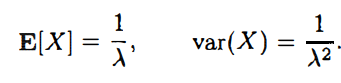 E[X] = 1/λ, var(X) = 1/λ².